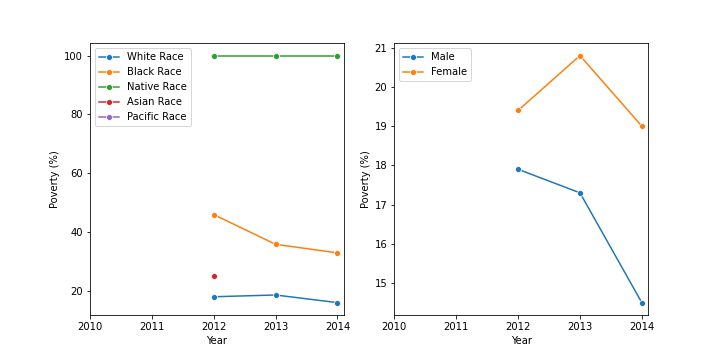 White Race
Black Race
Native Race
Asian Race
Pacific Race
100
80
60
40
20
Poverty (%)
2010 2011 2012 2013 2014
Year
Male
Female
21
20
19
18
17
16
15
Poverty (%)
2010 2011 2012 2013 2014
Year